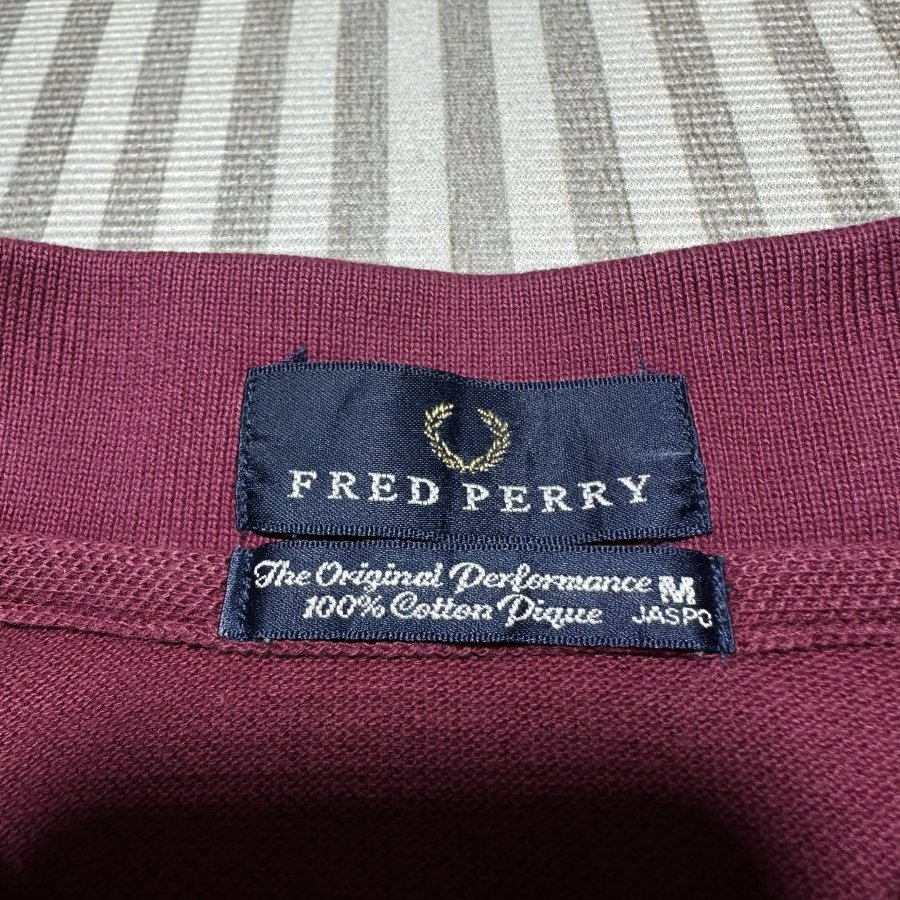 FRED PERRY
The Original Performance M
100% Cotton Pique JASPO